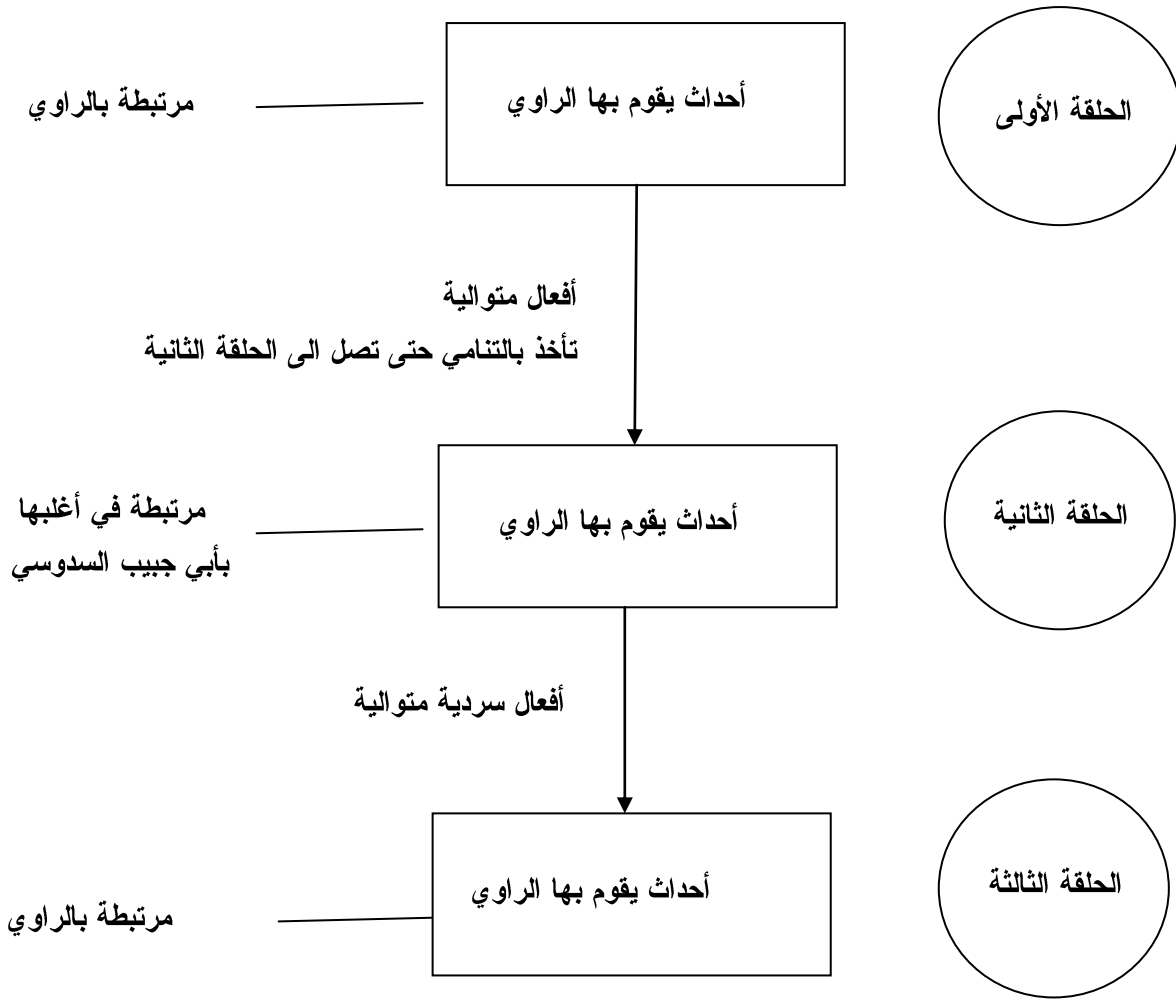 الحلقة الأولى
أحداث يقوم بها الراوي
مرتبطة بالراوي
أفعال متوالية
تأخذ بالتنامي حتى تصل الى الحلقة الثانية
الحلقة الثانية
أحداث يقوم بها الراوي
مرتبطة في أغلبها
بأبي جبيب السدوسي
أفعال سردية متوالية
الحلقة الثالثة
أحداث يقوم بها الراوي
مرتبطة بالراوي